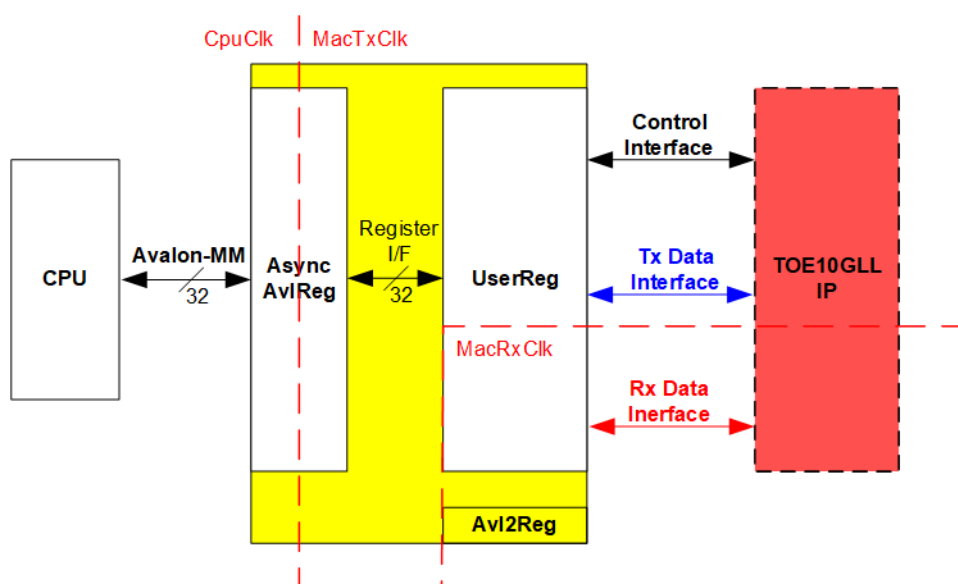 CpuClk
MacTxClk
CPU
Avalon-MM
32
Async
AvlReg
Register
I/F
32
UserReg
MacRxClk
Avl2Reg
Control
Interface
Tx Data
Interface
Rx Data
Inerface
TOE10GLL
IP